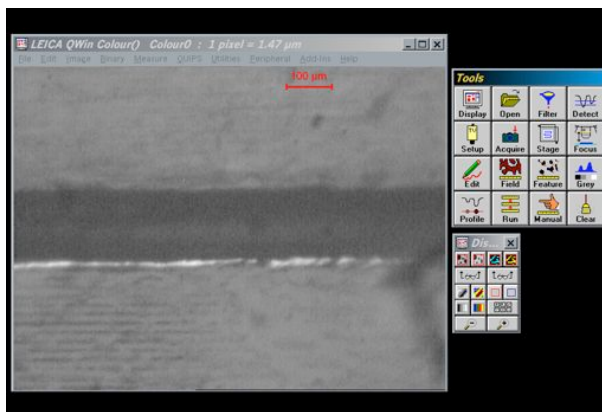 LEICA QWin Colour() Colour0 : 1 pixel = 1.47 µm
File Edit Image Binary Measure QUIPS Utilities Peripheral Add-Ins Help
100 µm
Tools
Display Open Filter Detect
Setup Acquire Stage Focus
Edit Field Feature Grey
Profile Run Manual Clear
Dis...